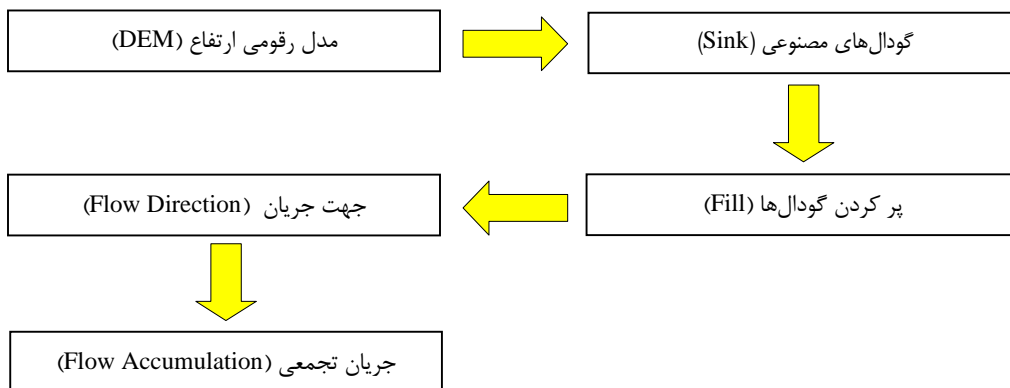 مدل رقومی ارتفاع (DEM)
گودال‌های مصنوعی (Sink)
پر کردن گودال‌ها (Fill)
جهت جریان (Flow Direction)
جریان تجمعی (Flow Accumulation)